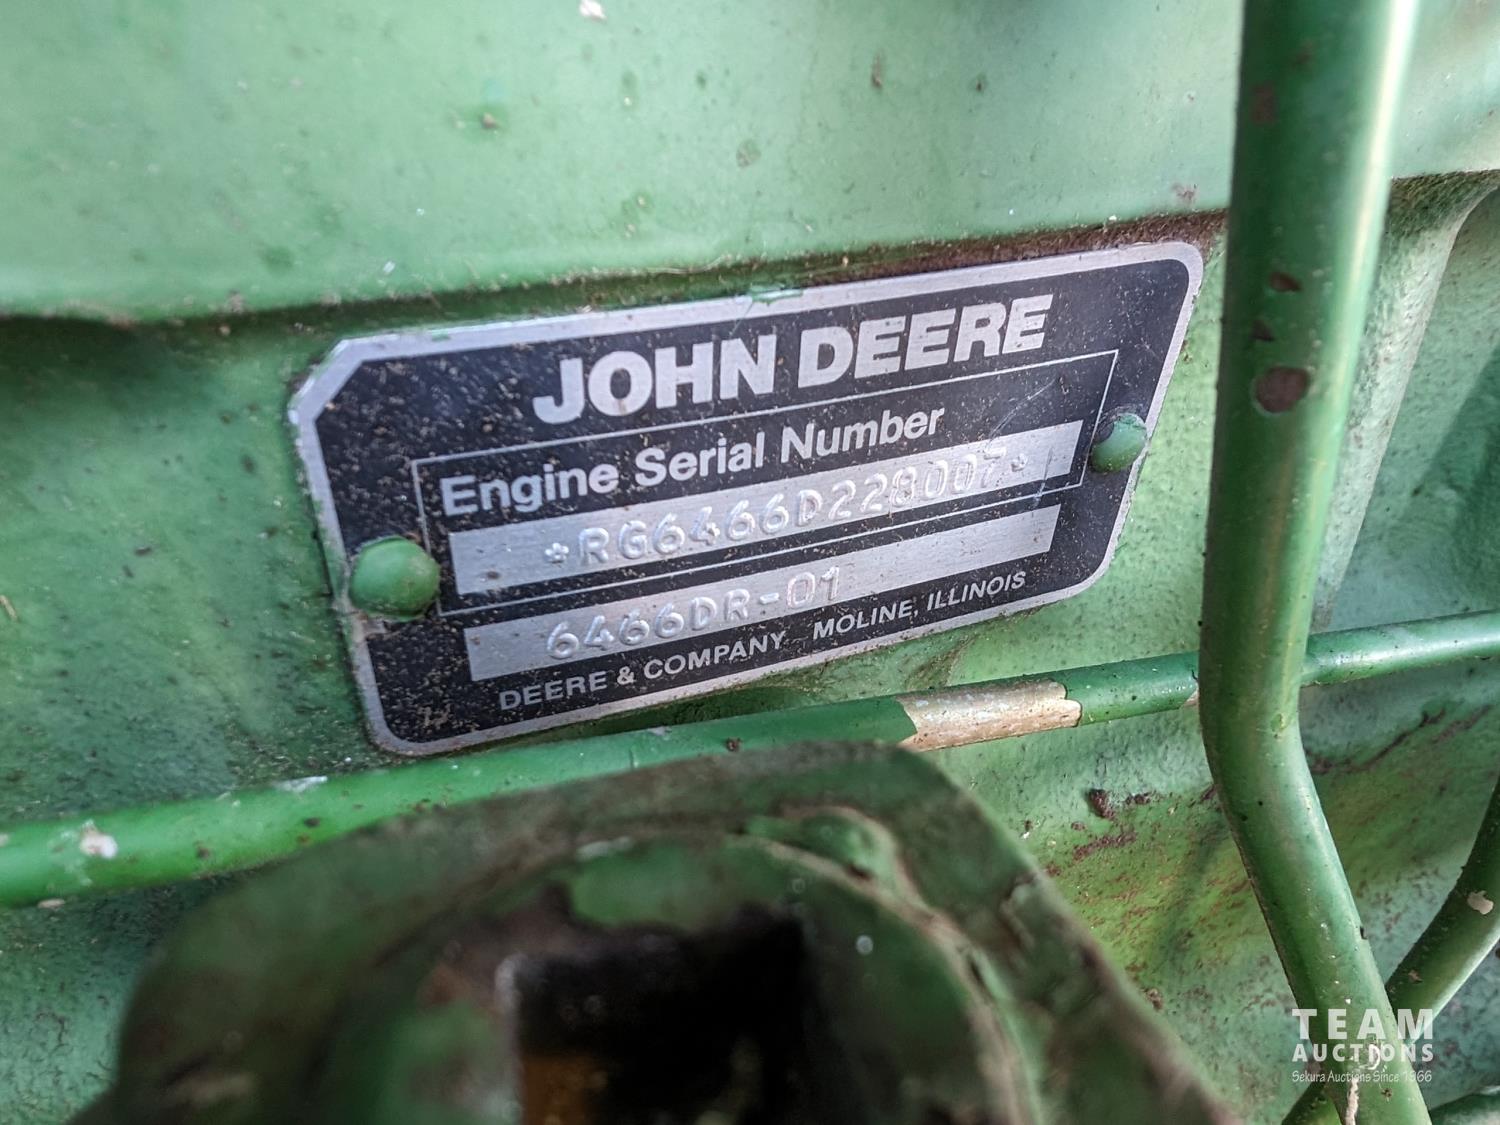 JOHN DEERE
Engine Serial Number
*RG6466D228007*
6466DR-01
DEERE & COMPANY MOLINE, ILLINOIS
TEAM
AUCTIONS
Sekura Auctions Since 1966